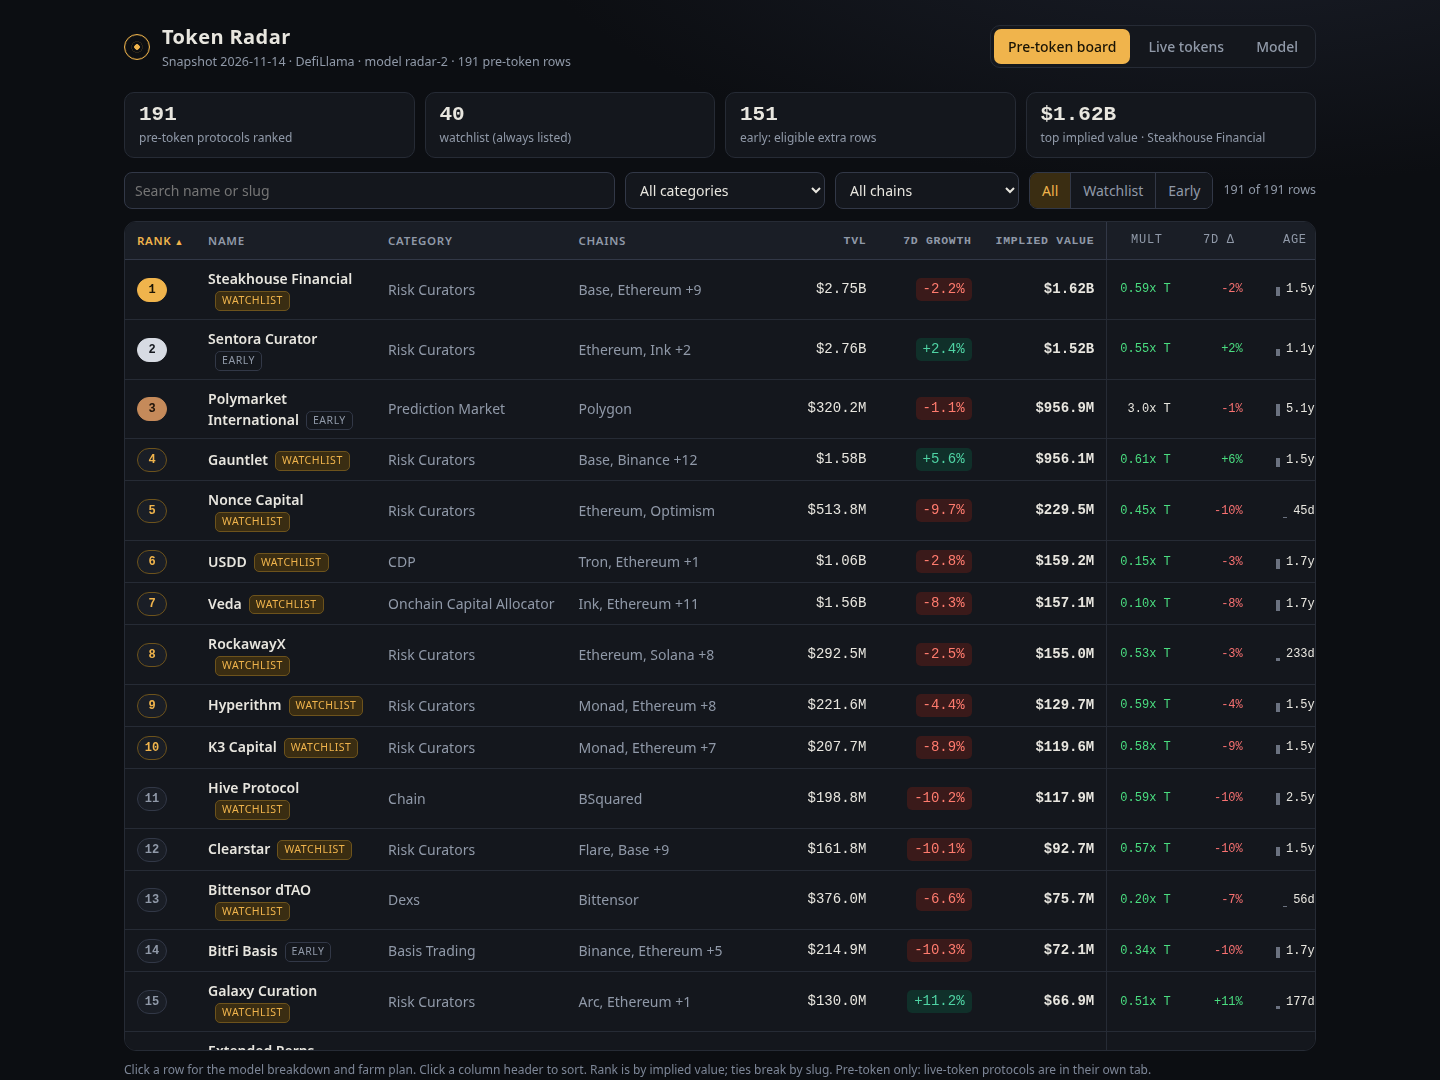 Token Radar
Snapshot 2026-11-14 · DefiLlama · model radar-2 · 191 pre-token rows
Pre-token board Live tokens Model
191
pre-token protocols ranked
40
watchlist (always listed)
151
early: eligible extra rows
$1.62B
top implied value · Steakhouse Financial
Search name or slug All categories All chains All Watchlist Early 191 of 191 rows
RANK ▲ NAME CATEGORY CHAINS TVL 7D GROWTH IMPLIED VALUE MULT 7D Δ AGE
1 Steakhouse Financial WATCHLIST Risk Curators Base, Ethereum +9 $2.75B -2.2% $1.62B 0.59x T -2% 1.5y
2 Sentora Curator EARLY Risk Curators Ethereum, Ink +2 $2.76B +2.4% $1.52B 0.55x T +2% 1.1y
3 Polymarket International EARLY Prediction Market Polygon $320.2M -1.1% $956.9M 3.0x T -1% 5.1y
4 Gauntlet WATCHLIST Risk Curators Base, Binance +12 $1.58B +5.6% $956.1M 0.61x T +6% 1.5y
5 Nonce Capital WATCHLIST Risk Curators Ethereum, Optimism $513.8M -9.7% $229.5M 0.45x T -10% 45d
6 USDD WATCHLIST CDP Tron, Ethereum +1 $1.06B -2.8% $159.2M 0.15x T -3% 1.7y
7 Veda WATCHLIST Onchain Capital Allocator Ink, Ethereum +11 $1.56B -8.3% $157.1M 0.10x T -8% 1.7y
8 RockawayX WATCHLIST Risk Curators Ethereum, Solana +8 $292.5M -2.5% $155.0M 0.53x T -3% 233d
9 Hyperithm WATCHLIST Risk Curators Monad, Ethereum +8 $221.6M -4.4% $129.7M 0.59x T -4% 1.5y
10 K3 Capital WATCHLIST Risk Curators Monad, Ethereum +7 $207.7M -8.9% $119.6M 0.58x T -9% 1.5y
11 Hive Protocol WATCHLIST Chain BSquared $198.8M -10.2% $117.9M 0.59x T -10% 2.5y
12 Clearstar WATCHLIST Risk Curators Flare, Base +9 $161.8M -10.1% $92.7M 0.57x T -10% 1.5y
13 Bittensor dTAO WATCHLIST Dexs Bittensor $376.0M -6.6% $75.7M 0.20x T -7% 56d
14 BitFi Basis EARLY Basis Trading Binance, Ethereum +5 $214.9M -10.3% $72.1M 0.34x T -10% 1.7y
15 Galaxy Curation WATCHLIST Risk Curators Arc, Ethereum +1 $130.0M +11.2% $66.9M 0.51x T +11% 177d
Extended Perps
Click a row for the model breakdown and farm plan. Click a column header to sort. Rank is by implied value; ties break by slug. Pre-token only: live-token protocols are in their own tab.